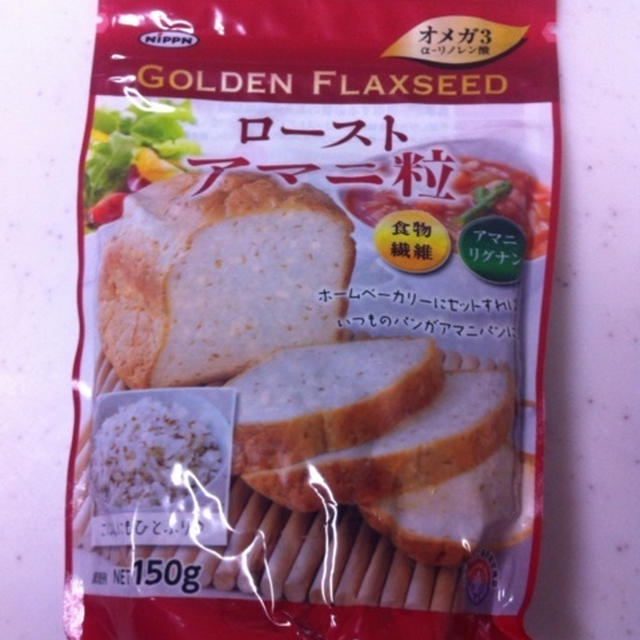 NIPPN
オメガ3
α-リノレン酸
GOLDEN FLAXSEED
ロースト
アマニ粒
食物
繊維
アマニ
リグナン
ホームベーカリーにセットすれば
いつものパンがアマニパンに
ごはんにもひとふりの
NET150g